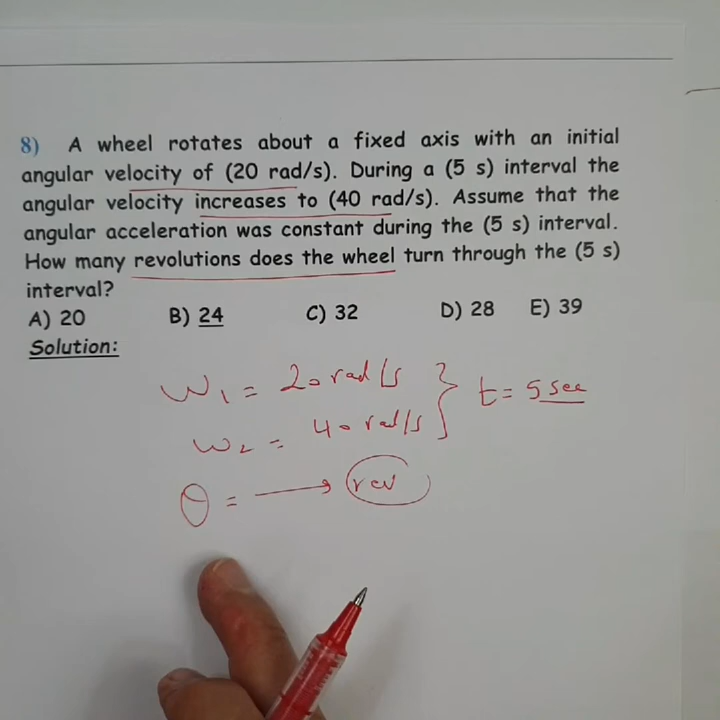 8) A wheel rotates about a fixed axis with an initial
angular velocity of (20 rad/s). During a (5 s) interval the
angular velocity increases to (40 rad/s). Assume that the
angular acceleration was constant during the (5 s) interval.
How many revolutions does the wheel turn through the (5 s)
interval?
A) 20 B) 24 C) 32 D) 28 E) 39
Solution:
W₁ = 20 rad/s } t = 5 sec
W₂ = 40 rad/s
θ = → rev